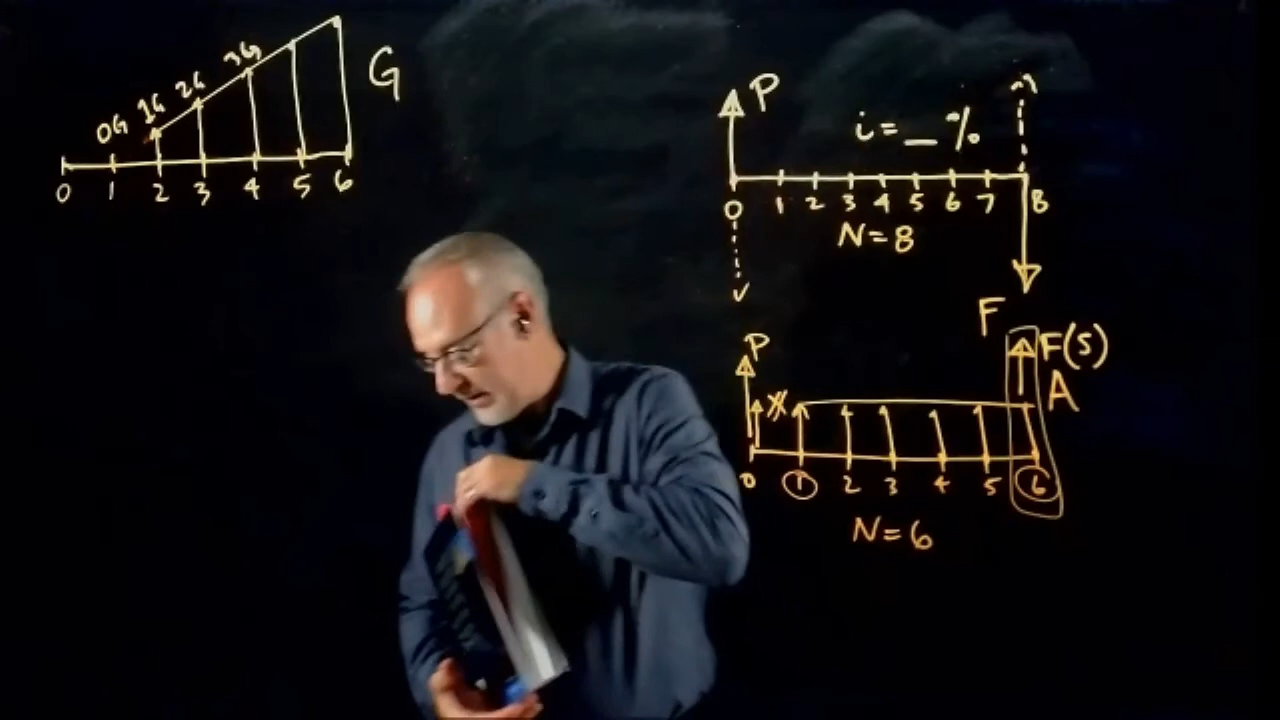 0G 1G 2G 3G G
0 1 2 3 4 5 6
P i = _ %
0 1 2 3 4 5 6 7 8
N=8
F
P F(S)
A
0 1 2 3 4 5 6
N=6